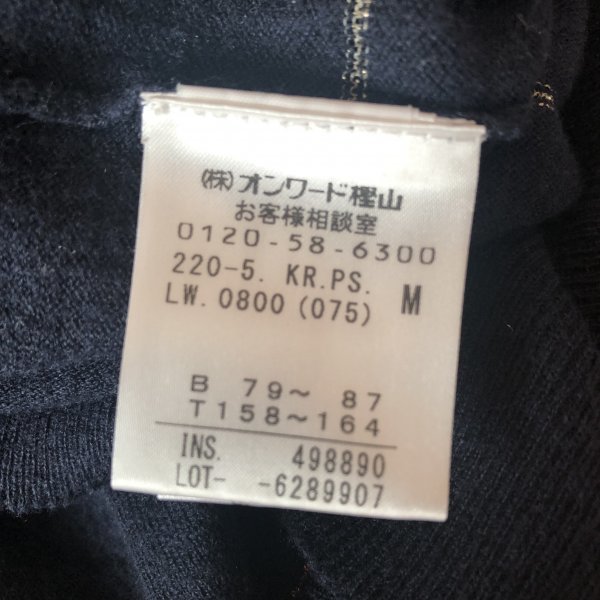 (株)オンワード樫山
お客様相談室
0120-58-6300
220-5. KR.PS.
LW. 0800 (075) M
B 79～ 87
T 158～164
INS. 498890
LOT- -6289907